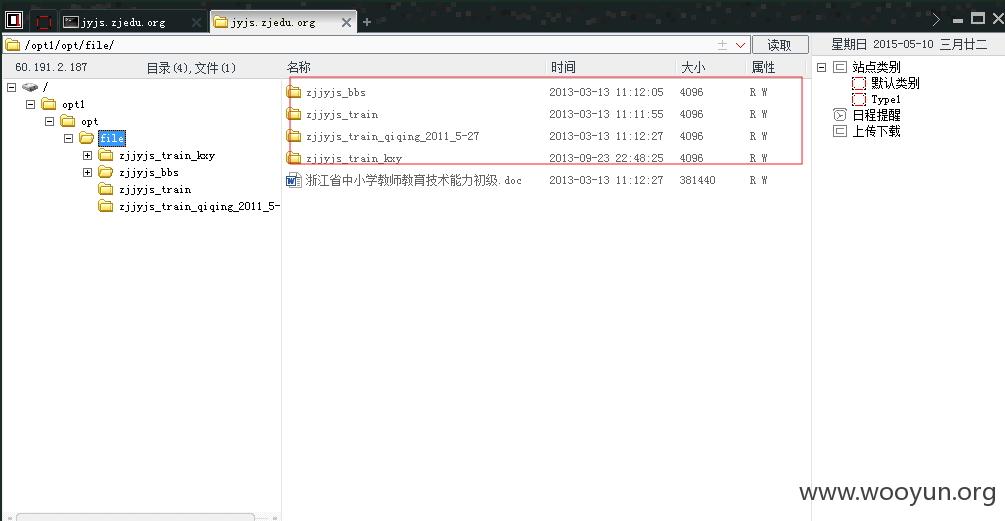 jyjs.zjedu.org jyjs.zjedu.org
/opt1/opt/file/ 读取 星期日 2015-05-10 三月廿二
60.191.2.187 目录(4),文件(1) 名称 时间 大小 属性
/
opt1
opt
file
zjjyjs_train_kxy
zjjyjs_bbs
zjjyjs_train
zjjyjs_train_qiqing_2011_5-
zjjyjs_bbs 2013-03-13 11:12:05 4096 R W
zjjyjs_train 2013-03-13 11:11:55 4096 R W
zjjyjs_train_qiqing_2011_5-27 2013-03-13 11:12:27 4096 R W
zjjyjs_train_kxy 2013-09-23 22:48:25 4096 R W
浙江省中小学教师教育技术能力初级.doc 2013-03-13 11:12:27 381440 R W
站点类别
默认类别
Type1
日程提醒
上传下载
www.wooyun.org